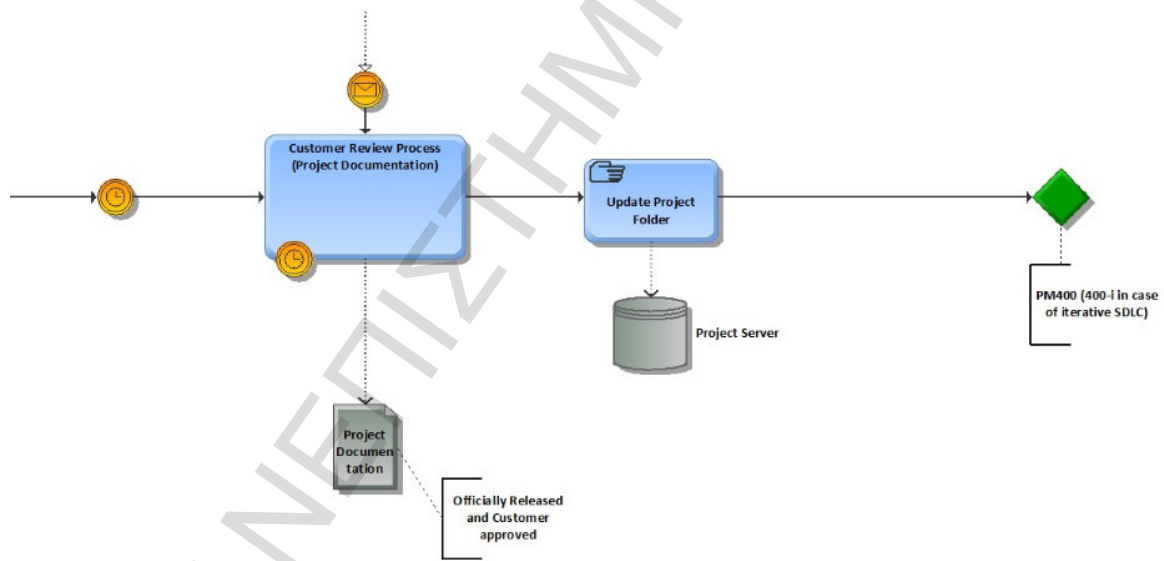 Customer Review Process
(Project Documentation)
Update Project
Folder
PM400 (400-i in case
of iterative SDLC)
Project Server
Project
Documen
tation
Officially Released
and Customer
approved
ΝΕΠΙΣΤΗΜΙ